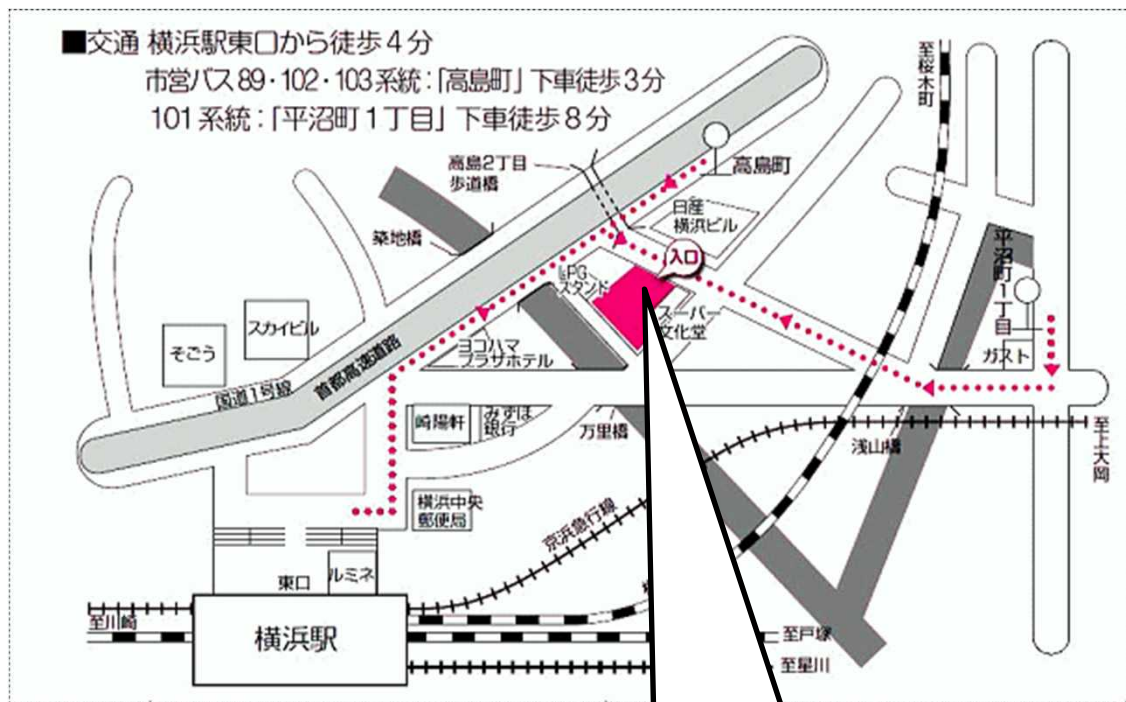 ■交通 横浜駅東口から徒歩4分
市営バス89・102・103系統：「高島町」下車徒歩3分
101系統：「平沼町1丁目」下車徒歩8分
至桜木町
高島2丁目
歩道橋
高島町
日産
横浜ビル
築地橋
入口
平沼町1丁目
LPG
スタンド
スーパー
文化堂
スカイビル
そごう
ヨコハマ
プラザホテル
ガスト
国道1号線
首都高速道路
崎陽軒
みずほ
銀行
万里橋
浅山橋
至上大岡
横浜中央
郵便局
京浜急行線
東口
ルミネ
至川崎
横浜駅
至戸塚
至星川